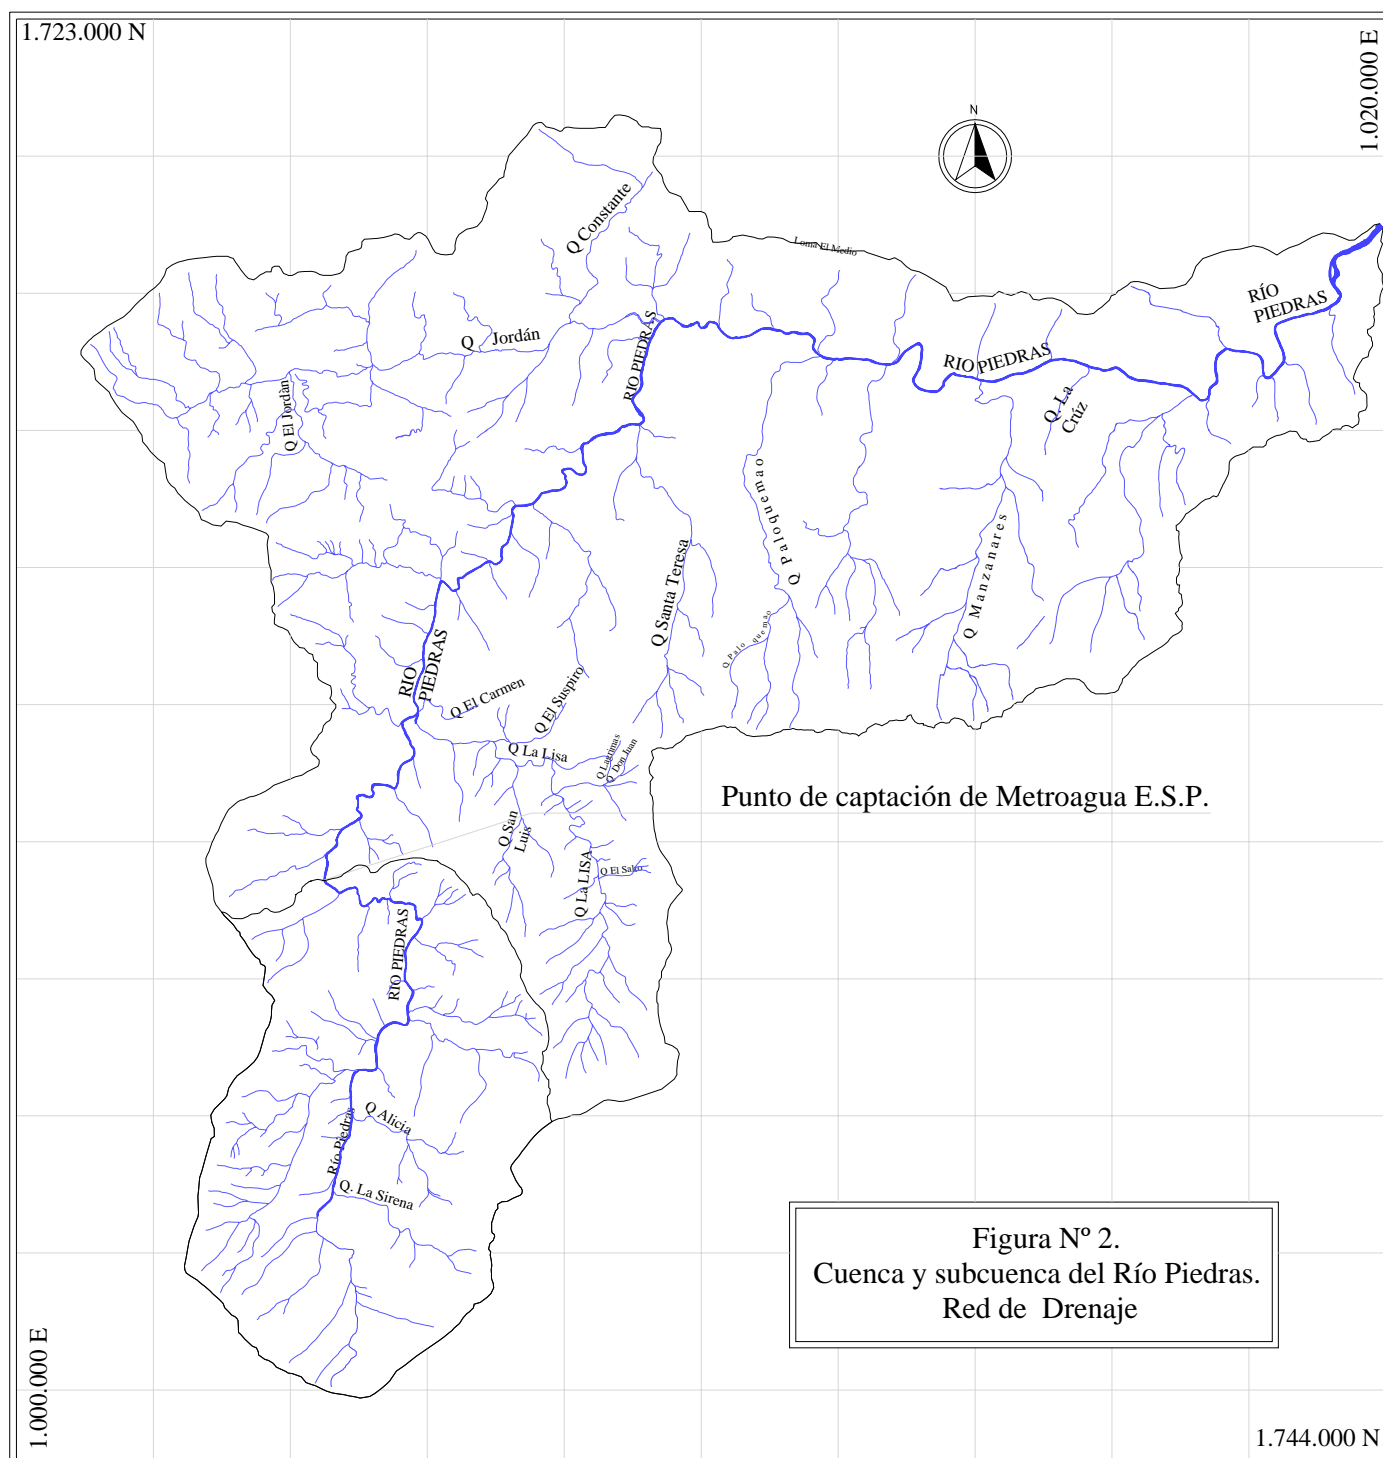 1.723.000 N
1.020.000 E
N
Q Constante
Loma El Medio
RÍO
PIEDRAS
Q Jordán
RIO PIEDRAS
RIO PIEDRAS
Q El Jordán
Q. La
Crúz
Q Paloquemao
Q Manzanares
Q Santa Teresa
Q Palo quemao
RIO
PIEDRAS
Q El Carmen
Q El Suspiro
Q La Lisa
Q Lagrimas
Q Don Juan
Punto de captación de Metroagua E.S.P.
Q San
Luis
Q La LISA
Q El Salto
RIO PIEDRAS
Q Alicia
Río Piedras
Q. La Sirena
Figura Nº 2.
Cuenca y subcuenca del Río Piedras.
Red de Drenaje
1.000.000 E
1.744.000 N